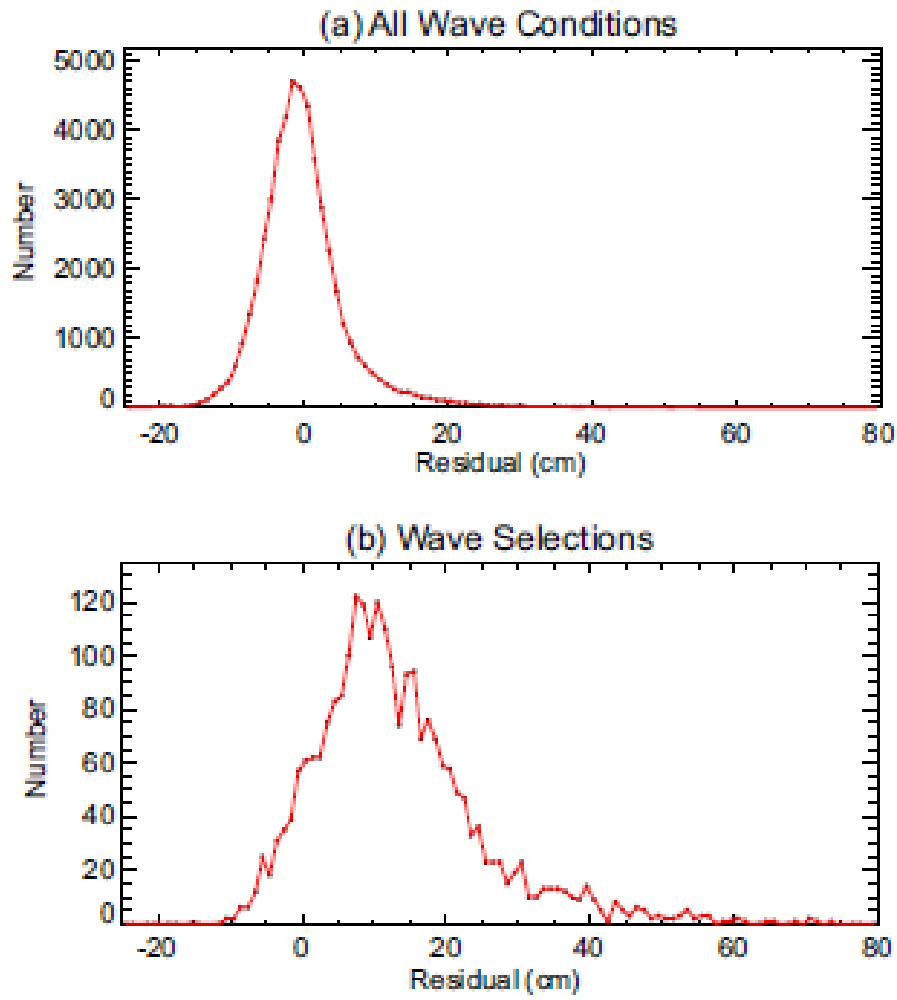 (a) All Wave Conditions
5000
4000
3000
2000
1000
0
Number
-20 0 20 40 60 80
Residual (cm)
(b) Wave Selections
120
100
80
60
40
20
0
Number
-20 0 20 40 60 80
Residual (cm)